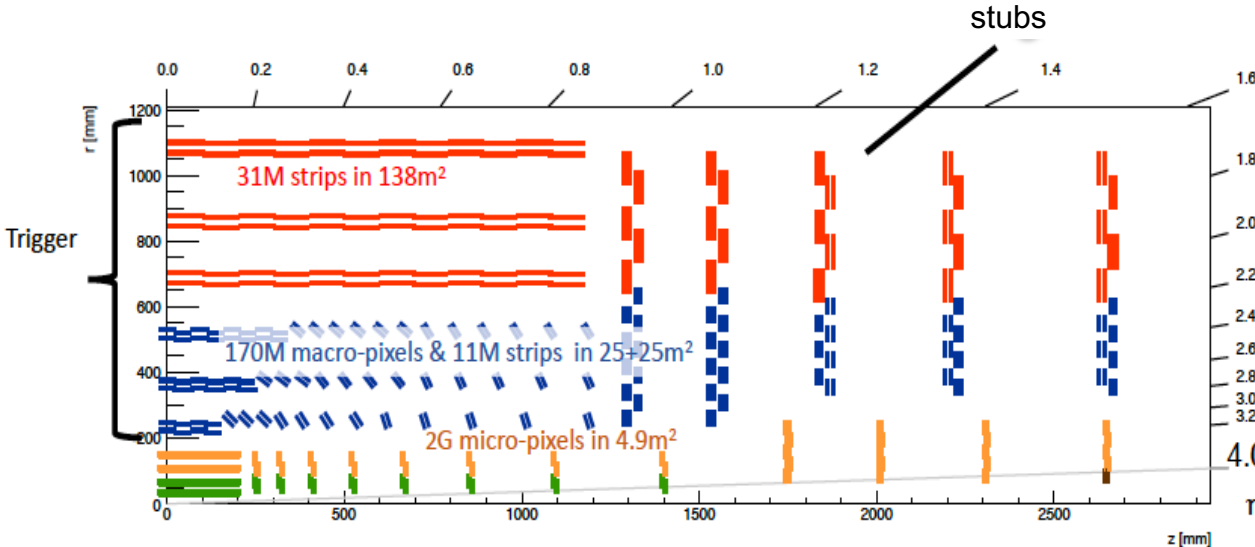 stubs
0.0 0.2 0.4 0.6 0.8 1.0 1.2 1.4 1.6
1200
r [mm]
31M strips in 138m²
1000
1.8
Trigger
800
2.0
2.2
600
2.4
170M macro-pixels & 11M strips in 25+25m²
2.6
400
2.8
3.0
3.2
2G micro-pixels in 4.9m²
200
4.0
0
0 500 1000 1500 2000 2500
z [mm]